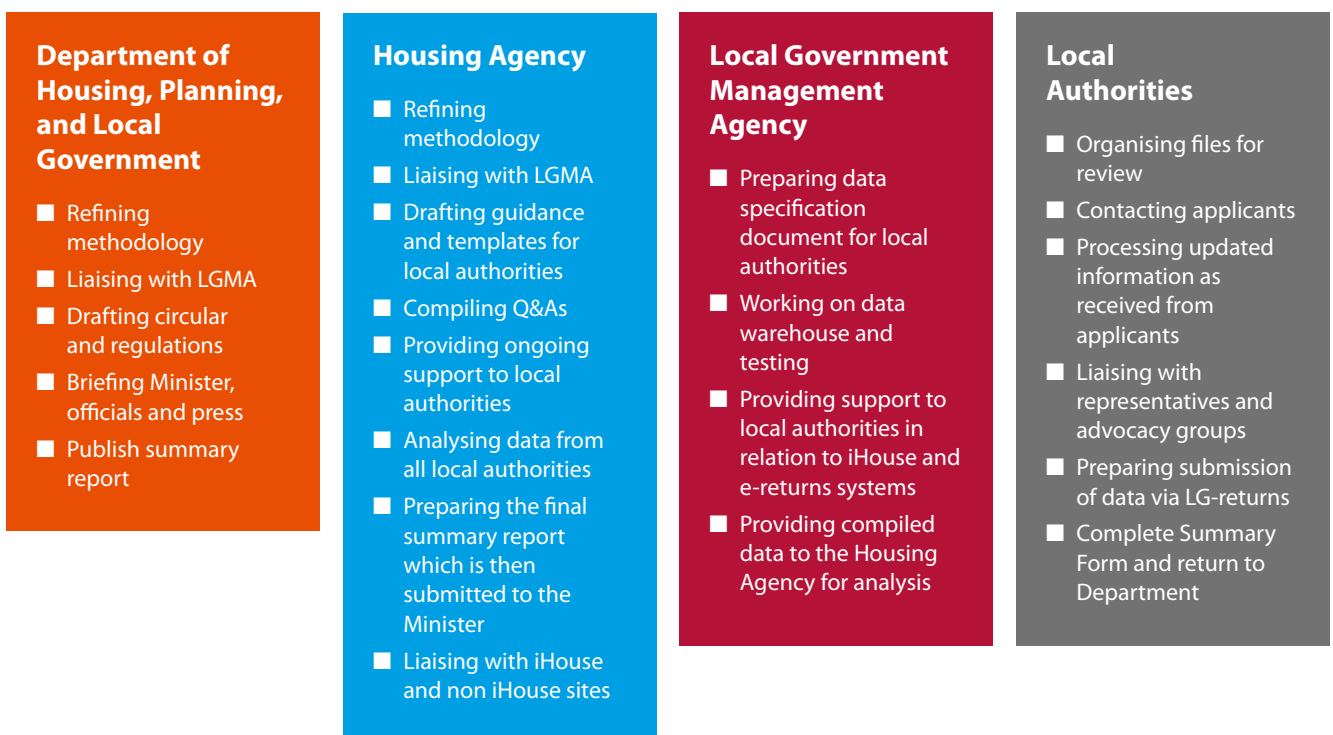 Department of
Housing, Planning,
and Local
Government
■ Refining
methodology
■ Liaising with LGMA
■ Drafting circular
and regulations
■ Briefing Minister,
officials and press
■ Publish summary
report
Housing Agency
■ Refining
methodology
■ Liaising with LGMA
■ Drafting guidance
and templates for
local authorities
■ Compiling Q&As
■ Providing ongoing
support to local
authorities
■ Analysing data from
all local authorities
■ Preparing the final
summary report
which is then
submitted to the
Minister
■ Liaising with iHouse
and non iHouse sites
Local Government
Management
Agency
■ Preparing data
specification
document for local
authorities
■ Working on data
warehouse and
testing
■ Providing support to
local authorities in
relation to iHouse and
e-returns systems
■ Providing compiled
data to the Housing
Agency for analysis
Local
Authorities
■ Organising files for
review
■ Contacting applicants
■ Processing updated
information as
received from
applicants
■ Liaising with
representatives and
advocacy groups
■ Preparing submission
of data via LG-returns
■ Complete Summary
Form and return to
Department